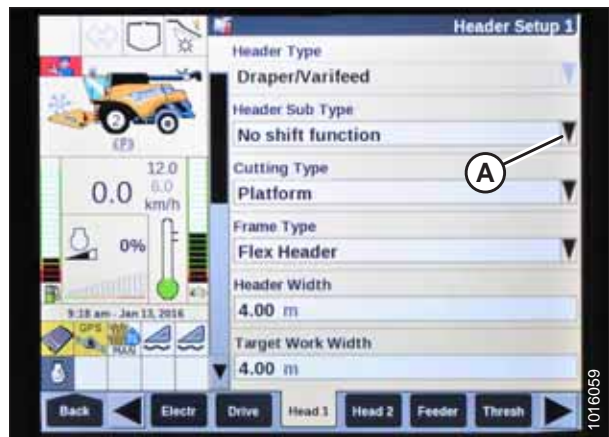 Header Setup 1
Header Type
Draper/Varifeed
Header Sub Type
No shift function
A
Cutting Type
Platform
Frame Type
Flex Header
Header Width
4.00 m
Target Work Width
4.00 m
(P)
12.0
0.0 6.0
km/h
0%
9:18 am - Jan 13, 2016
GPS
MAN
Back
Electr
Drive
Head 1
Head 2
Feeder
Thresh
1016059